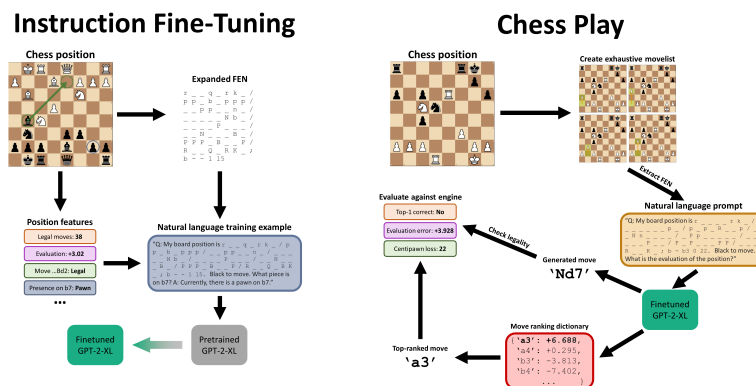 Instruction Fine-Tuning
Chess position
Expanded FEN
r _ _ q _ r k _ /
Position features
Legal moves: 38
Evaluation: +3.02
Move ...Bd2: Legal
Presence on b7: Pawn
...
Natural language training example
"Q: My board position is
Black to move. What piece is
on b7? A: Currently, there is a pawn on b7."
Finetuned
GPT-2-XL
Pretrained
GPT-2-XL
Chess Play
Chess position
Create exhaustive movelist
Extract FEN
Natural language prompt
"Q: My board position is
Black to move.
What is the evaluation of the position?"
Finetuned
GPT-2-XL
Evaluate against engine
Top-1 correct: No
Evaluation error: +3.928
Centipawn loss: 22
Check legality
Generated move
'Nd7'
Top-ranked move
'a3'
Move ranking dictionary
{'a3': +6.680,
'a4': +0.295,
'b3': -3.813,
'b4': -7.402,
... }